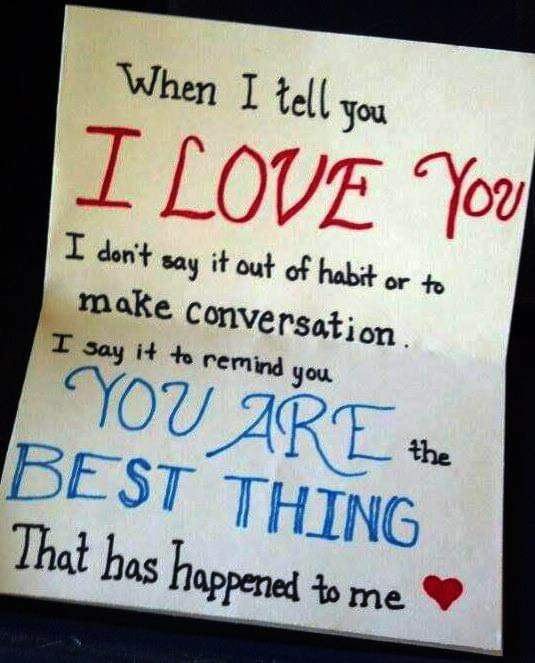 When I tell you
I LOVE YOU
I don't say it out of habit or to
make conversation.
I say it to remind you
YOU ARE the
BEST THING
That has happened to me